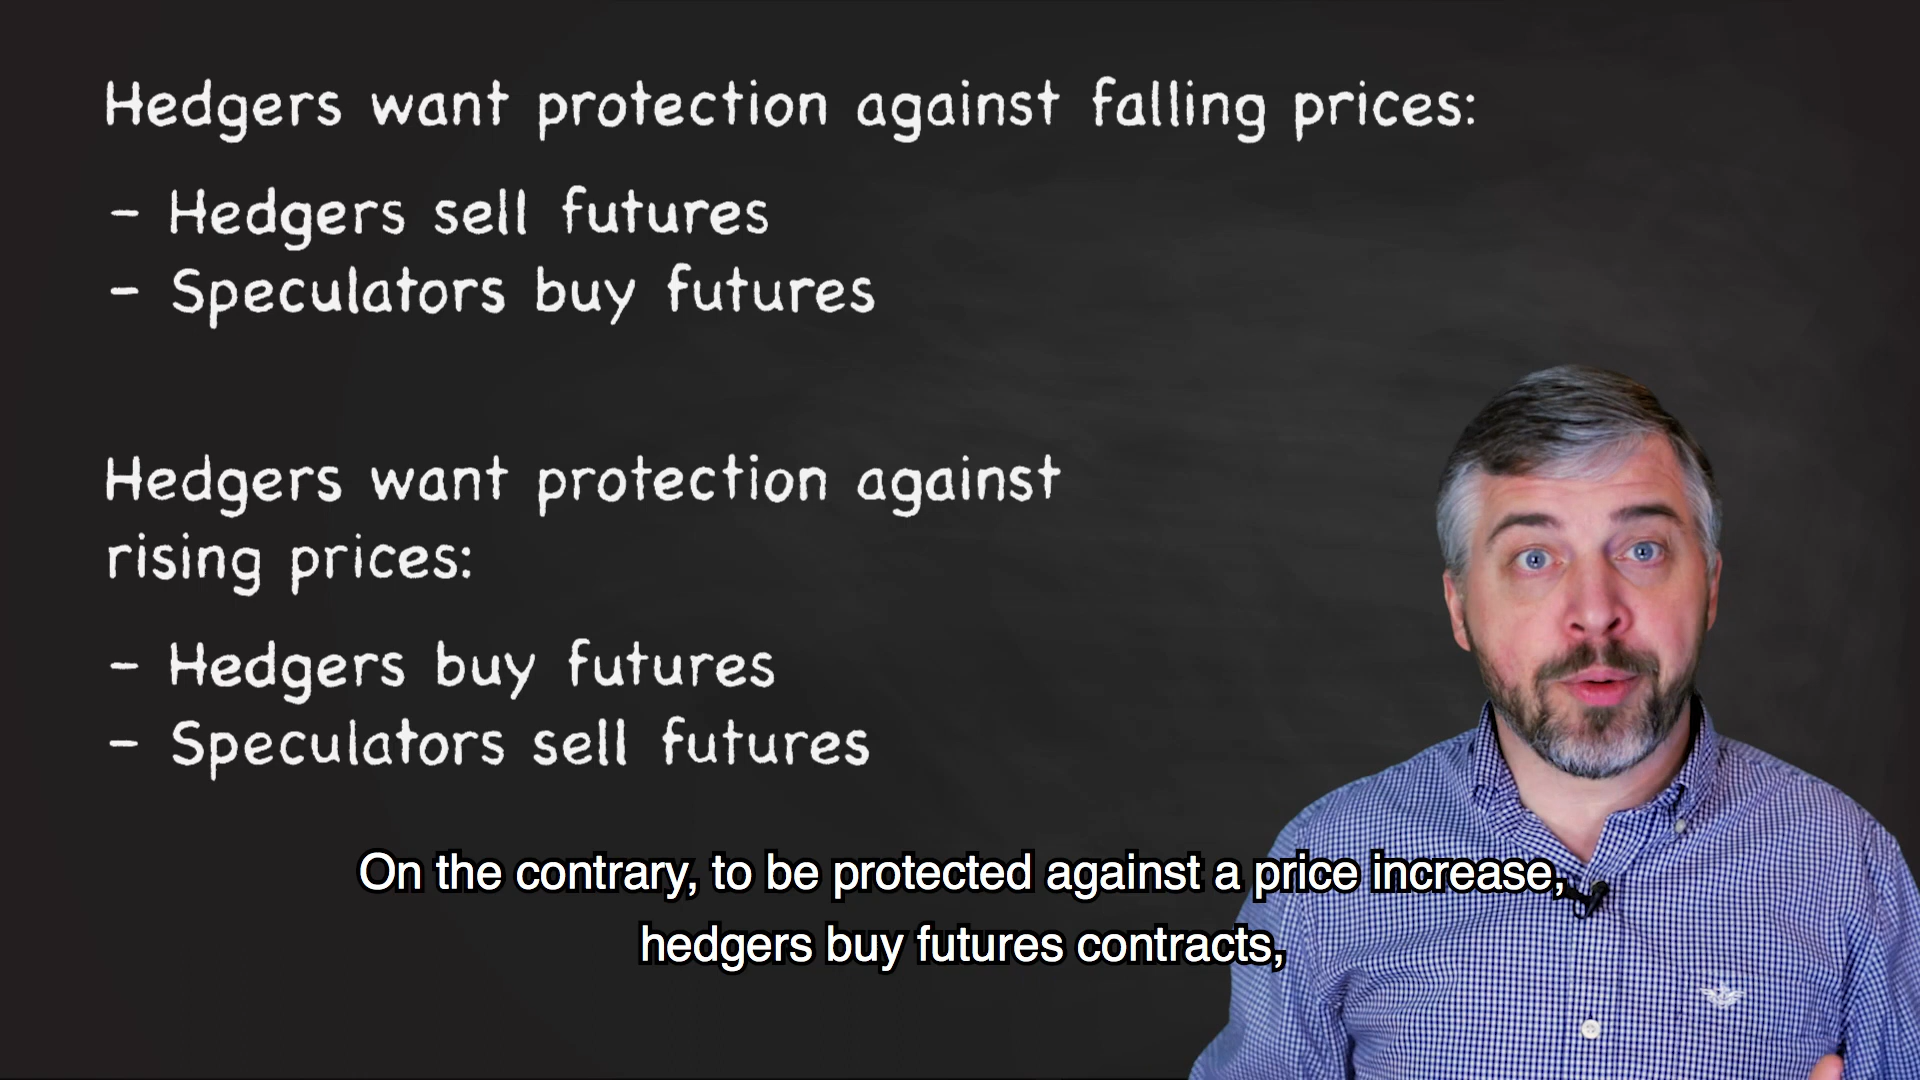 Hedgers want protection against falling prices:
- Hedgers sell futures
- Speculators buy futures
Hedgers want protection against
rising prices:
- Hedgers buy futures
- Speculators sell futures
On the contrary, to be protected against a price increase,
hedgers buy futures contracts,